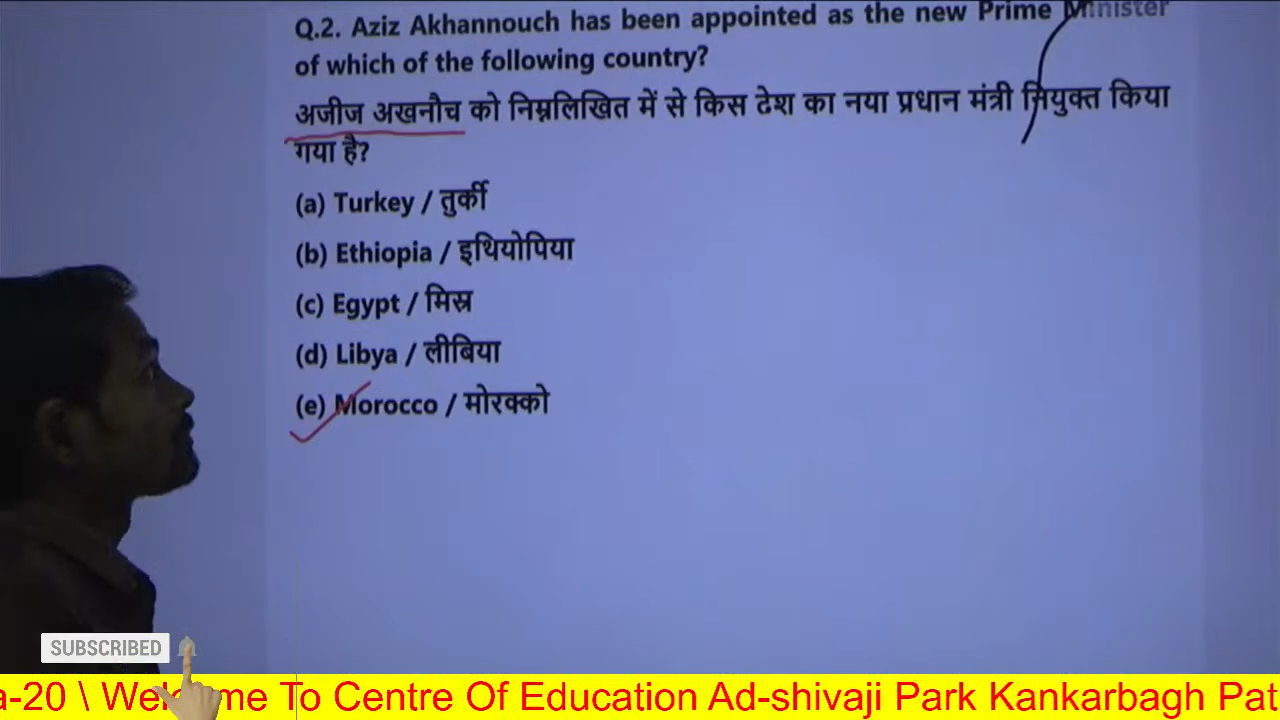 Q.2. Aziz Akhannouch has been appointed as the new Prime Minister
of which of the following country?
अजीज अखनौच को निम्नलिखित में से किस देश का नया प्रधान मंत्री नियुक्त किया
गया है?
(a) Turkey / तुर्की
(b) Ethiopia / इथियोपिया
(c) Egypt / मिस्र
(d) Libya / लीबिया
(e) Morocco / मोरक्को
SUBSCRIBED
a-20 \ Welcome To Centre Of Education Ad-shivaji Park Kankarbagh Pat